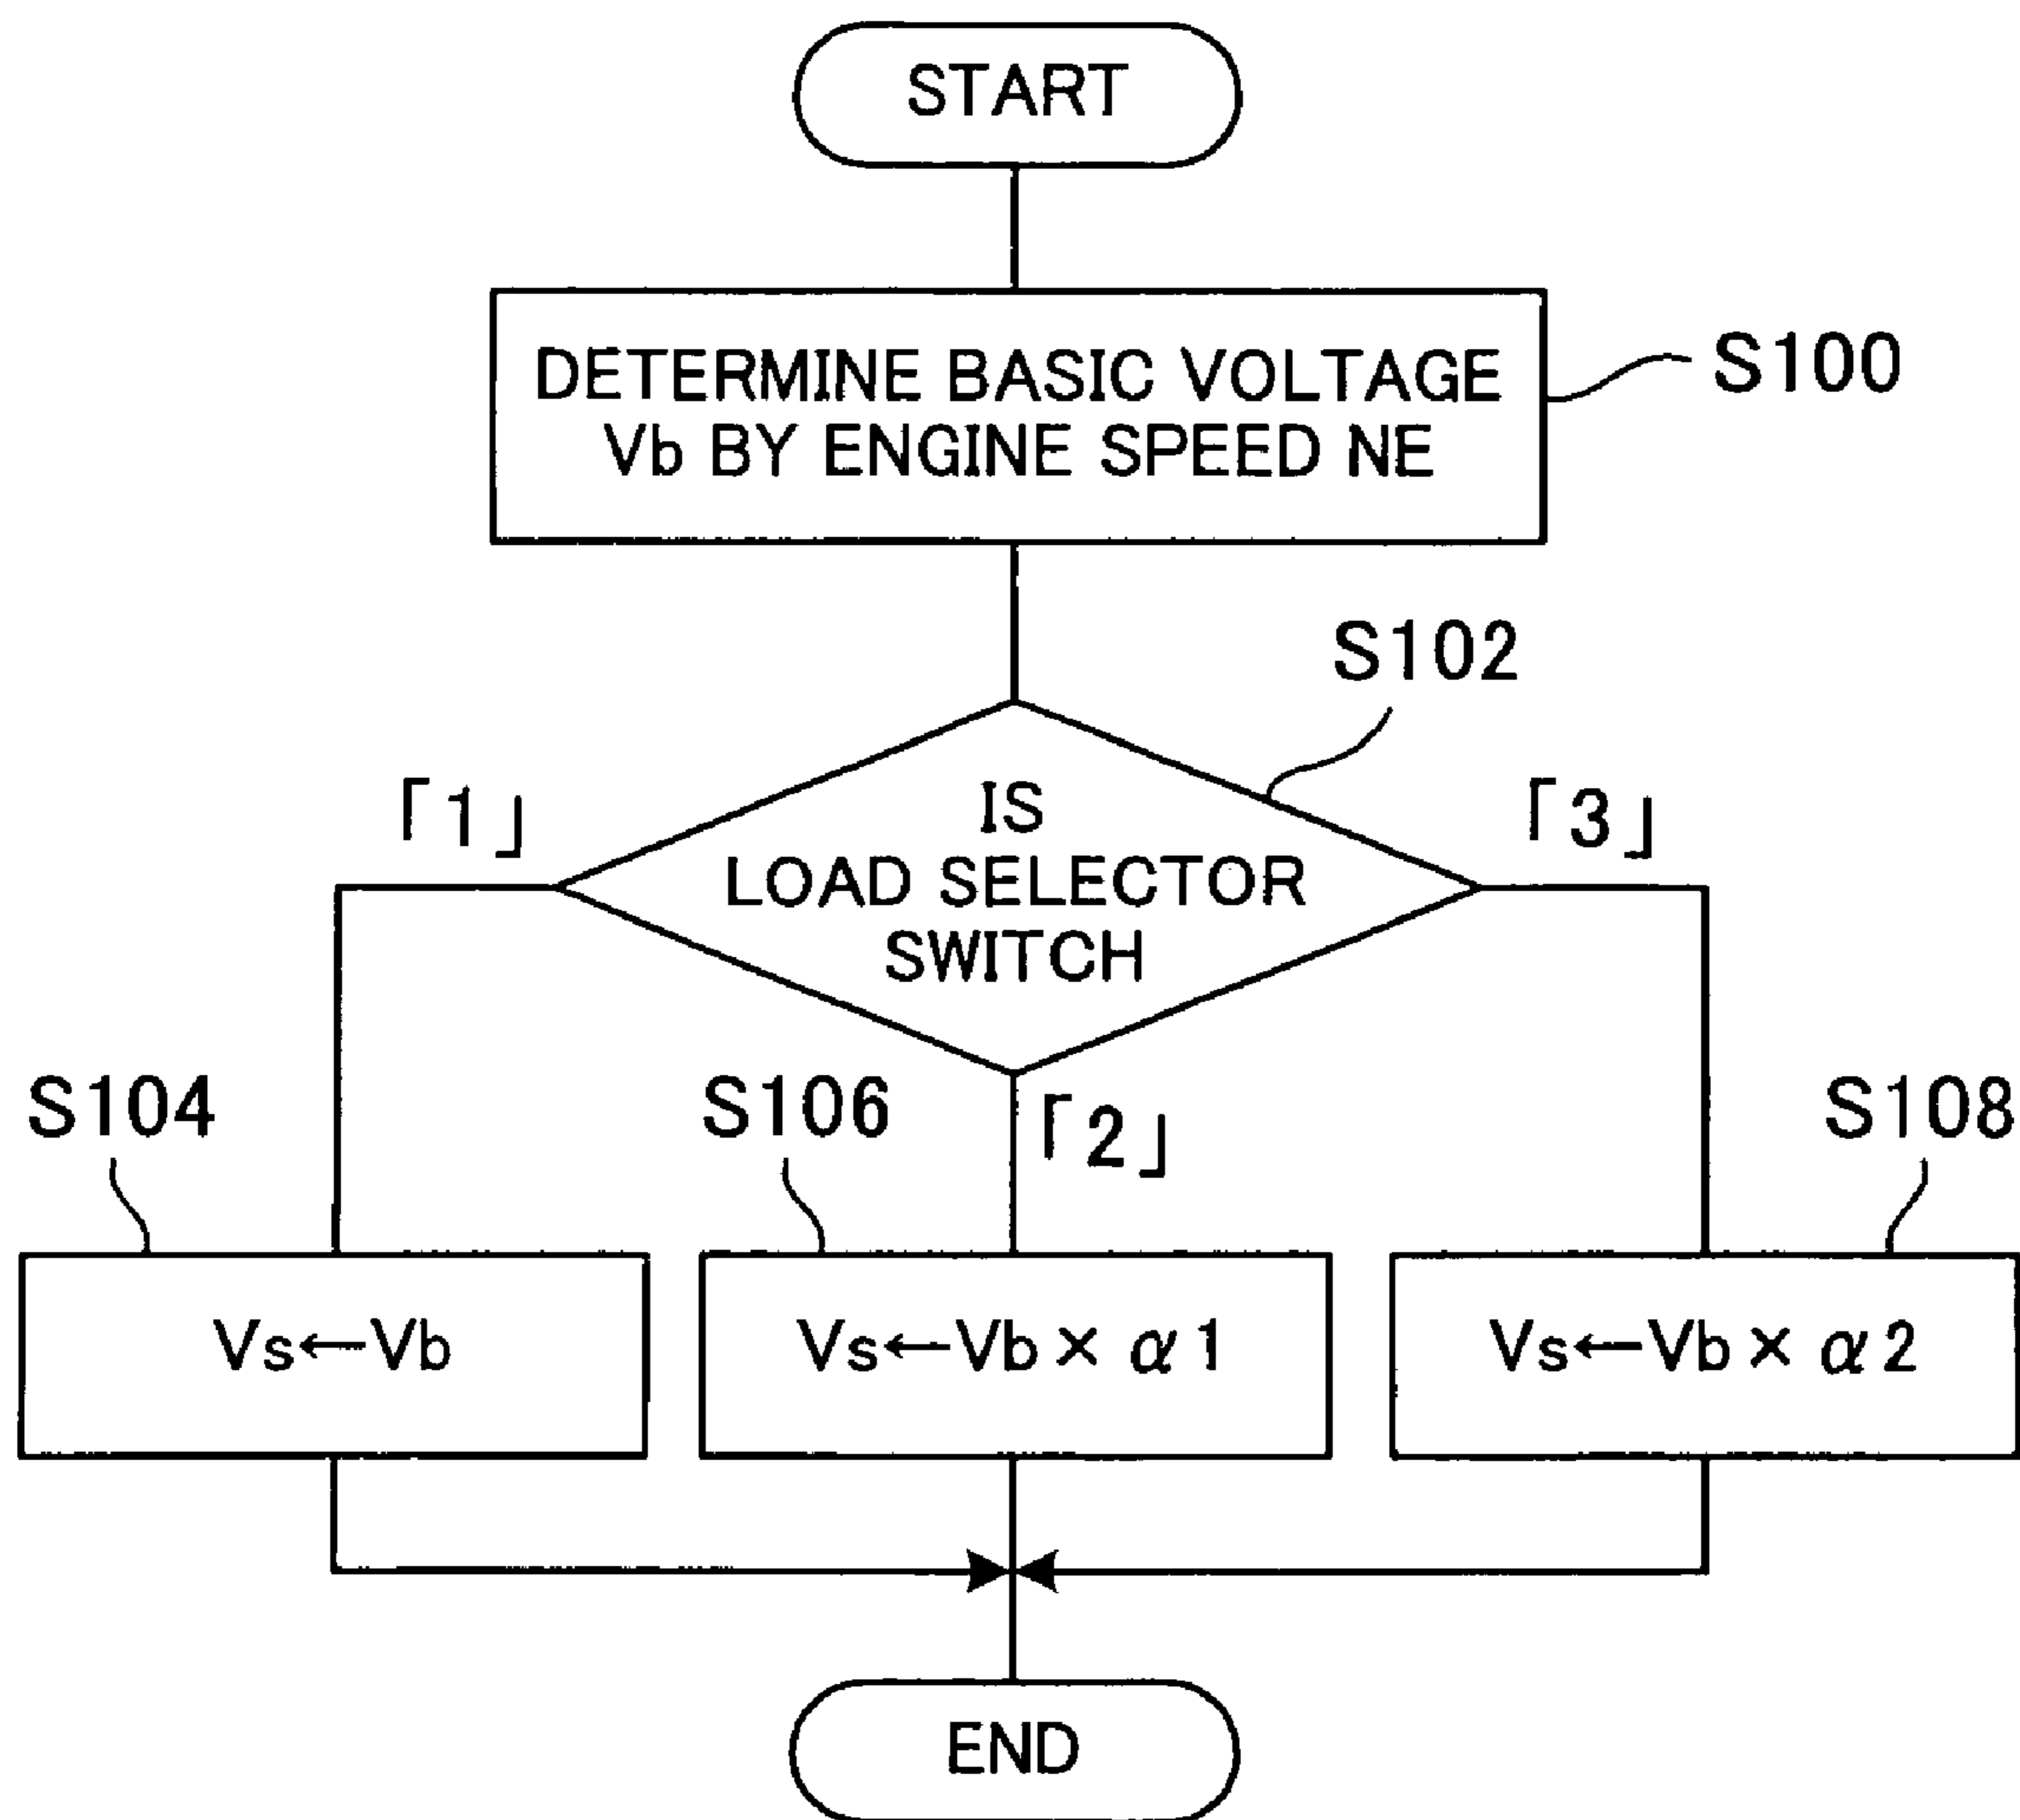 START
DETERMINE BASIC VOLTAGE
Vb BY ENGINE SPEED NE
S100
S102
IS
LOAD SELECTOR
SWITCH
「1」
「3」
「2」
S104
S106
S108
Vs←Vb
Vs←Vb × α1
Vs←Vb × α2
END